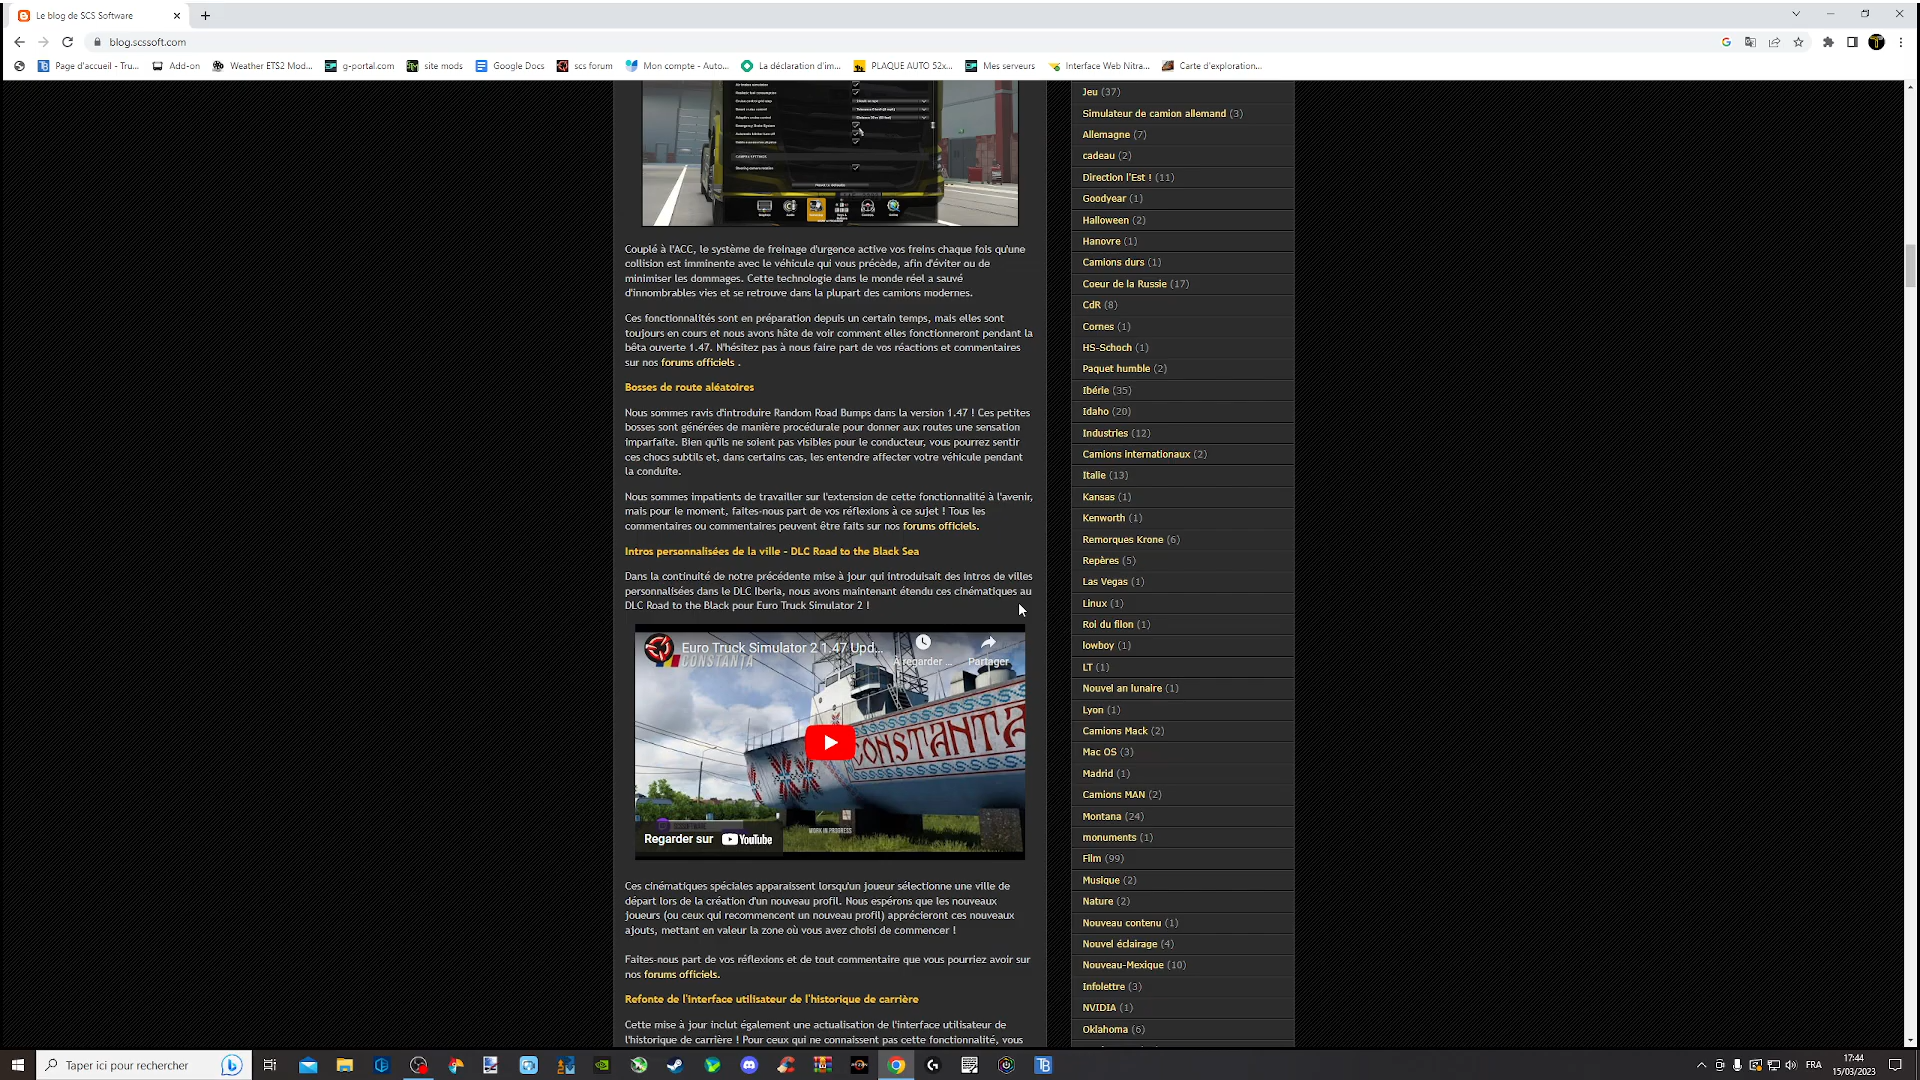 Le blog de SCS Software
blog.scssoft.com
Page d'accueil - Tru...
Add-on
Weather ETS2 Mod...
g-portal.com
site mods
Google Docs
scs forum
Mon compte - Auto...
La déclaration d'im...
PLAQUE AUTO 52x...
Mes serveurs
Interface Web Nitra...
Carte d'exploration...
Couplé à l'ACC, le système de freinage d'urgence active vos freins chaque fois qu'une
collision est imminente avec le véhicule qui vous précède, afin d'éviter ou de
minimiser les dommages. Cette technologie dans le monde réel a sauvé
d'innombrables vies et se retrouve dans la plupart des camions modernes.
Ces fonctionnalités sont en préparation depuis un certain temps, mais elles sont
toujours en cours et nous avons hâte de voir comment elles fonctionneront pendant la
bêta ouverte 1.47. N'hésitez pas à nous faire part de vos réactions et commentaires
sur nos forums officiels .
Bosses de route aléatoires
Nous sommes ravis d'introduire Random Road Bumps dans la version 1.47 ! Ces petites
bosses sont générées de manière procédurale pour donner aux routes une sensation
imparfaite. Bien qu'ils ne soient pas visibles pour le conducteur, vous pourrez sentir
ces chocs subtils et, dans certains cas, les entendre affecter votre véhicule pendant
la conduite.
Nous sommes impatients de travailler sur l'extension de cette fonctionnalité à l'avenir,
mais pour le moment, faites-nous part de vos réflexions à ce sujet ! Tous les
commentaires ou commentaires peuvent être faits sur nos forums officiels.
Intros personnalisées de la ville - DLC Road to the Black Sea
Dans la continuité de notre précédente mise à jour qui introduisait des intros de villes
personnalisées dans le DLC Iberia, nous avons maintenant étendu ces cinématiques au
DLC Road to the Black pour Euro Truck Simulator 2 !
Euro Truck Simulator 2 1.47 Upd...
CONSTANTA
À regarder ...
Partager
CONSTANTA
WORK IN PROGRESS
Regarder sur YouTube
Ces cinématiques spéciales apparaissent lorsqu'un joueur sélectionne une ville de
départ lors de la création d'un nouveau profil. Nous espérons que les nouveaux
joueurs (ou ceux qui recommencent un nouveau profil) apprécieront ces nouveaux
ajouts, mettant en valeur la zone où vous avez choisi de commencer !
Faites-nous part de vos réflexions et de tout commentaire que vous pourriez avoir sur
nos forums officiels.
Refonte de l'interface utilisateur de l'historique de carrière
Cette mise à jour inclut également une actualisation de l'interface utilisateur de
l'historique de carrière ! Pour ceux qui ne connaissent pas cette fonctionnalité, vous
Jeu (37)
Simulateur de camion allemand (3)
Allemagne (7)
cadeau (2)
Direction l'Est ! (11)
Goodyear (1)
Halloween (2)
Hanovre (1)
Camions durs (1)
Coeur de la Russie (17)
CdR (8)
Cornes (1)
HS-Schoch (1)
Paquet humble (2)
Ibérie (35)
Idaho (20)
Industries (12)
Camions internationaux (2)
Italie (13)
Kansas (1)
Kenworth (1)
Remorques Krone (6)
Repères (5)
Las Vegas (1)
Linux (1)
Roi du filon (1)
lowboy (1)
LT (1)
Nouvel an lunaire (1)
Lyon (1)
Camions Mack (2)
Mac OS (3)
Madrid (1)
Camions MAN (2)
Montana (24)
monuments (1)
Film (99)
Musique (2)
Nature (2)
Nouveau contenu (1)
Nouvel éclairage (4)
Nouveau-Mexique (10)
Infolettre (3)
NVIDIA (1)
Oklahoma (6)
Taper ici pour rechercher
FRA
17:44
15/03/2023